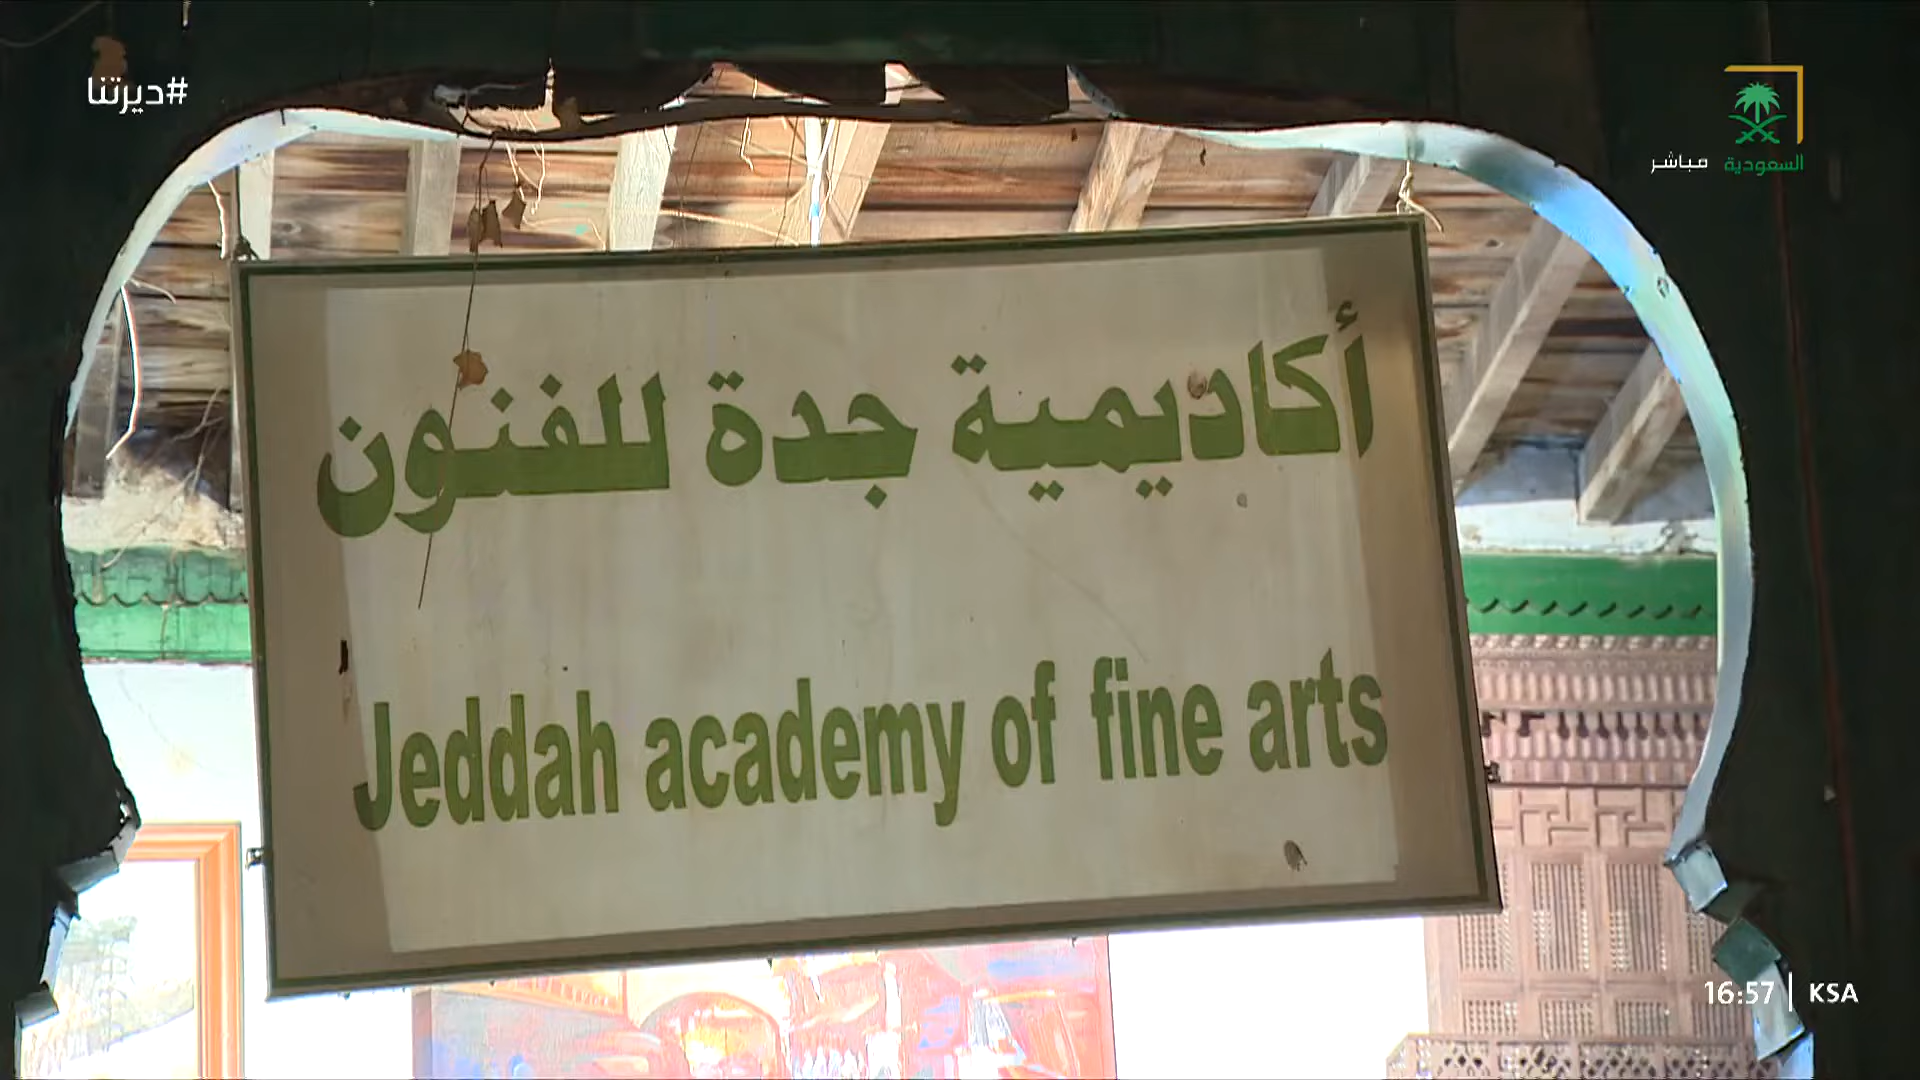 #ديرتنا
السعودية
مباشر
أكاديمية جدة للفنون
Jeddah academy of fine arts
16:57 | KSA